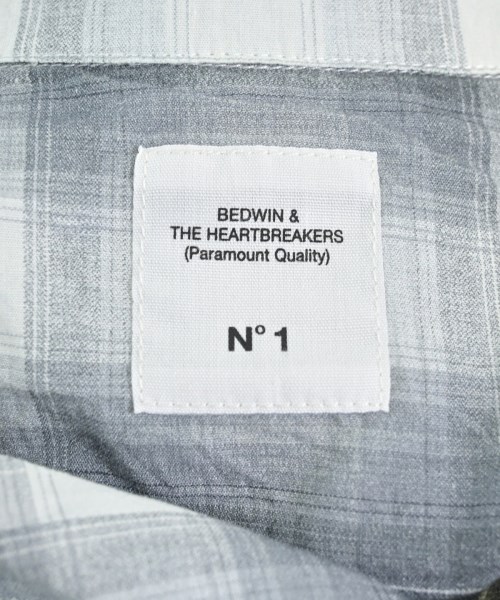 BEDWIN &
THE HEARTBREAKERS
(Paramount Quality)
N° 1